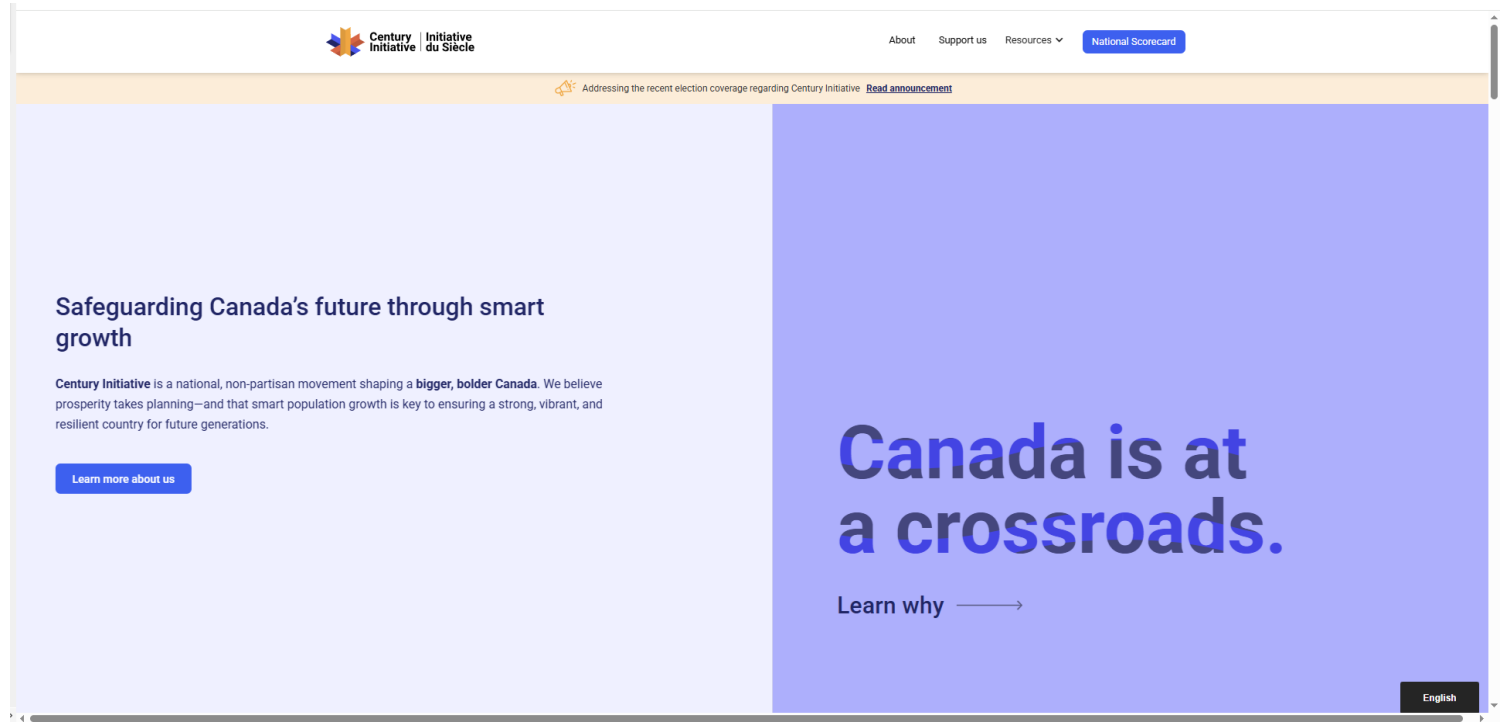 Century Initiative | Initiative du Siècle
About Support us Resources National Scorecard
Addressing the recent election coverage regarding Century Initiative Read announcement
Safeguarding Canada’s future through smart
growth
Century Initiative is a national, non-partisan movement shaping a bigger, bolder Canada. We believe
prosperity takes planning—and that smart population growth is key to ensuring a strong, vibrant, and
resilient country for future generations.
Learn more about us
Canada is at
a crossroads.
Learn why
English